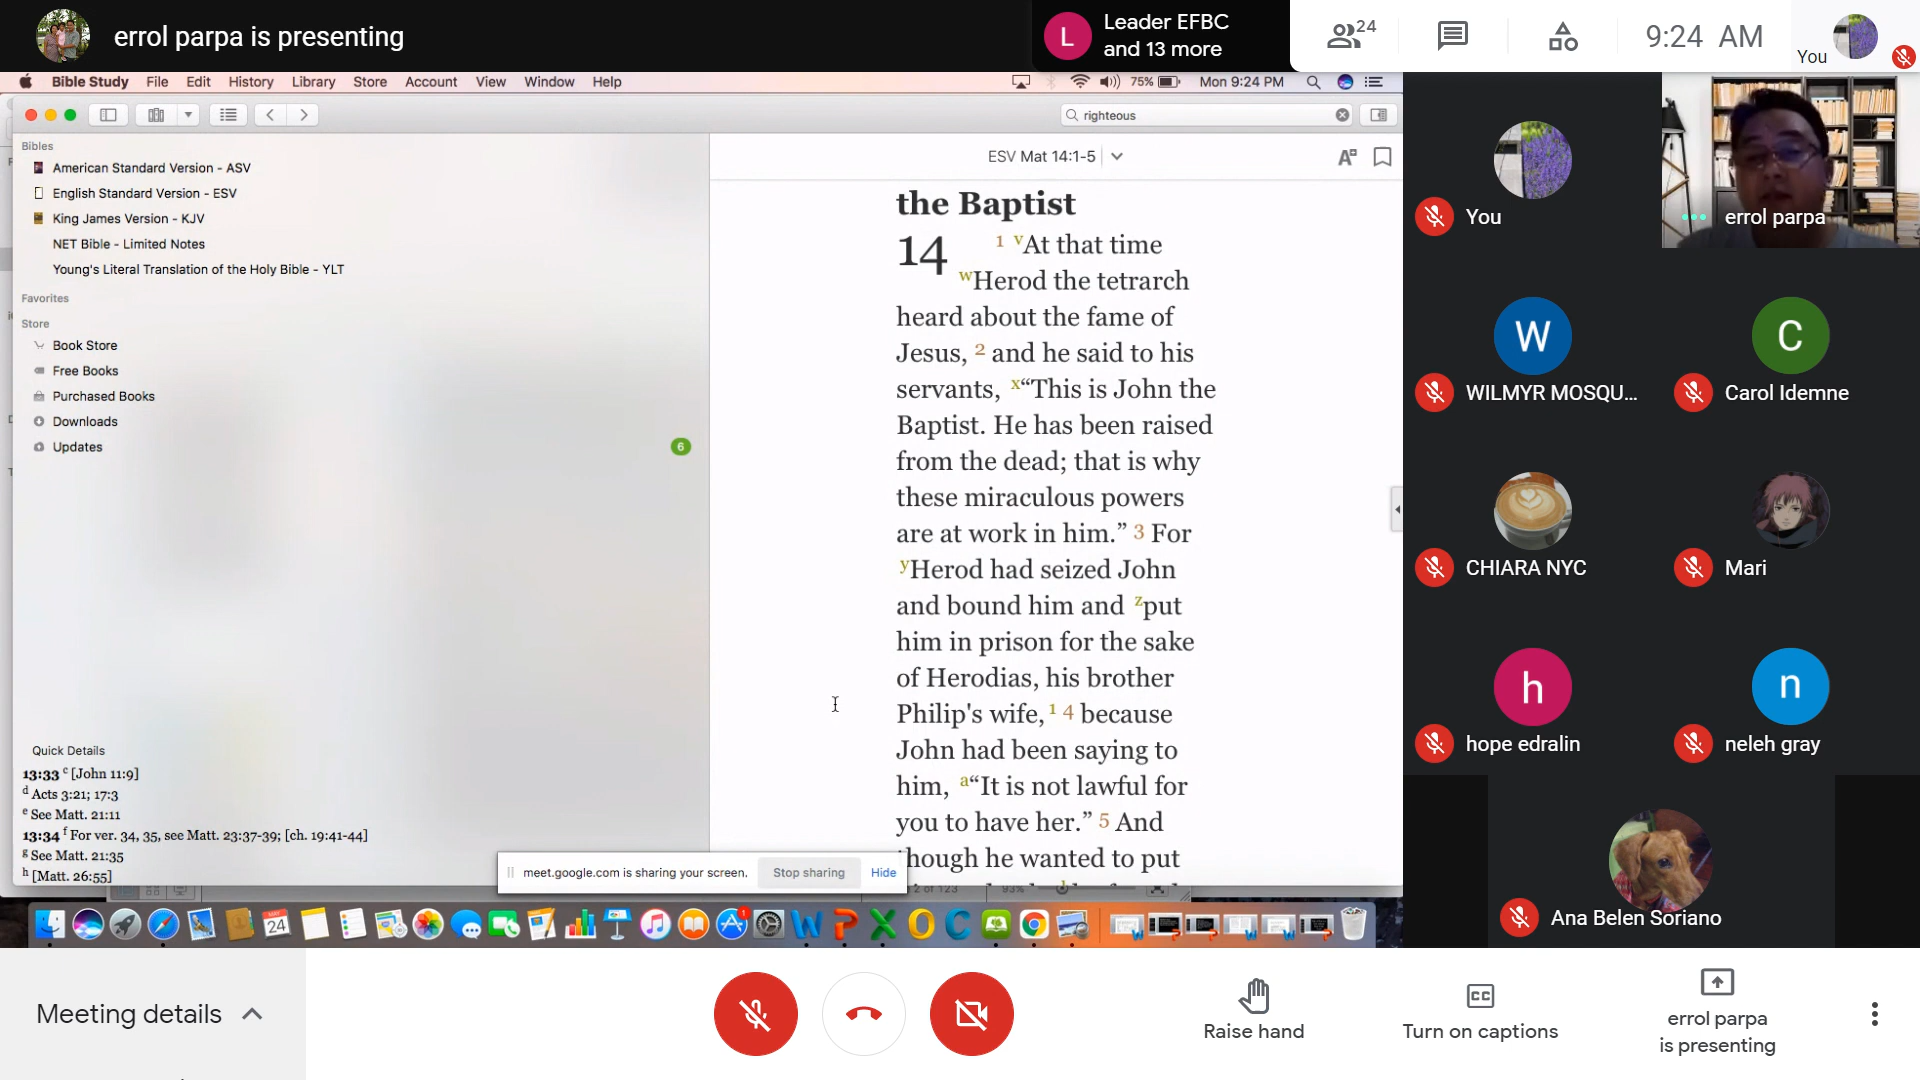 errol parpa is presenting
L
Leader EFBC
and 13 more
24
9:24 AM
You
Bible Study File Edit History Library Store Account View Window Help
75% Mon 9:24 PM
righteous
Bibles
American Standard Version - ASV
English Standard Version - ESV
King James Version - KJV
NET Bible - Limited Notes
Young's Literal Translation of the Holy Bible - YLT
Favorites
Store
Book Store
Free Books
Purchased Books
Downloads
Updates
6
Quick Details
13:33 c [John 11:9]
d Acts 3:21; 17:3
e See Matt. 21:11
13:34 f For ver. 34, 35, see Matt. 23:37-39; [ch. 19:41-44]
g See Matt. 21:35
h [Matt. 26:55]
ESV Mat 14:1-5
A
the Baptist
14 1 v At that time
w Herod the tetrarch
heard about the fame of
Jesus, 2 and he said to his
servants, x “This is John the
Baptist. He has been raised
from the dead; that is why
these miraculous powers
are at work in him.” 3 For
y Herod had seized John
and bound him and z put
him in prison for the sake
of Herodias, his brother
Philip's wife, 1 4 because
John had been saying to
him, a “It is not lawful for
you to have her.” 5 And
though he wanted to put
meet.google.com is sharing your screen. Stop sharing Hide
2 of 123 93%
24
1
You
errol parpa
W
WILMYR MOSQU...
C
Carol Idemne
CHIARA NYC
Mari
h
hope edralin
n
neleh gray
Ana Belen Soriano
Meeting details
Raise hand
Turn on captions
errol parpa
is presenting